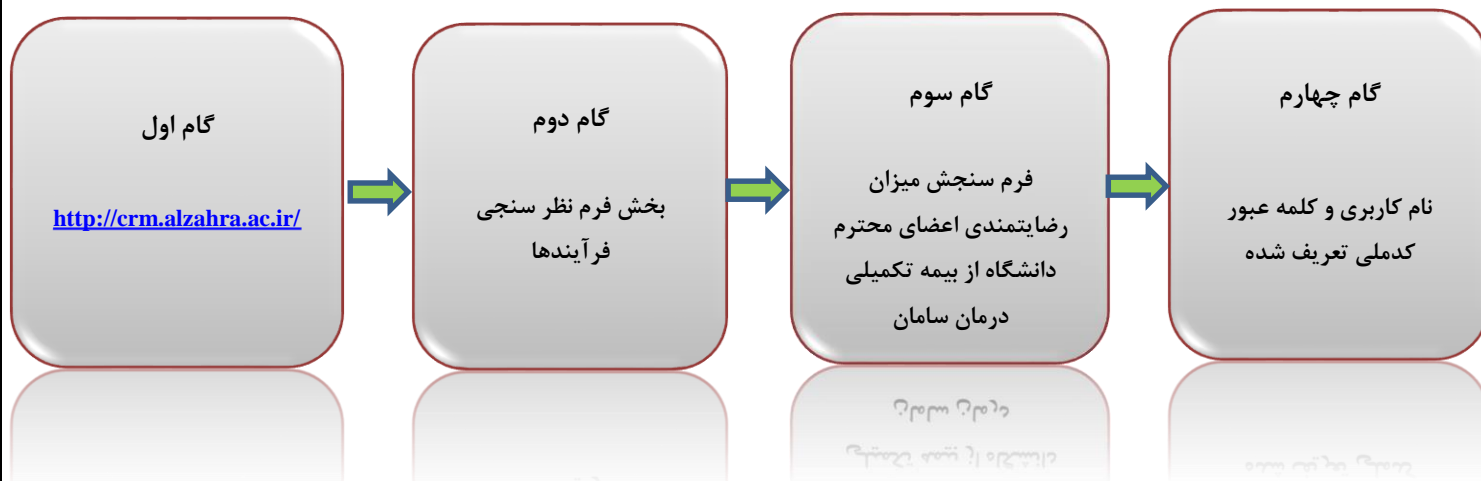 گام اول
http://crm.alzahra.ac.ir/
گام دوم
بخش فرم نظر سنجی
فرآیندها
گام سوم
فرم سنجش میزان
رضایتمندی اعضای محترم
دانشگاه از بیمه تکمیلی
درمان سامان
گام چهارم
نام کاربری و کلمه عبور
کدملی تعریف شده